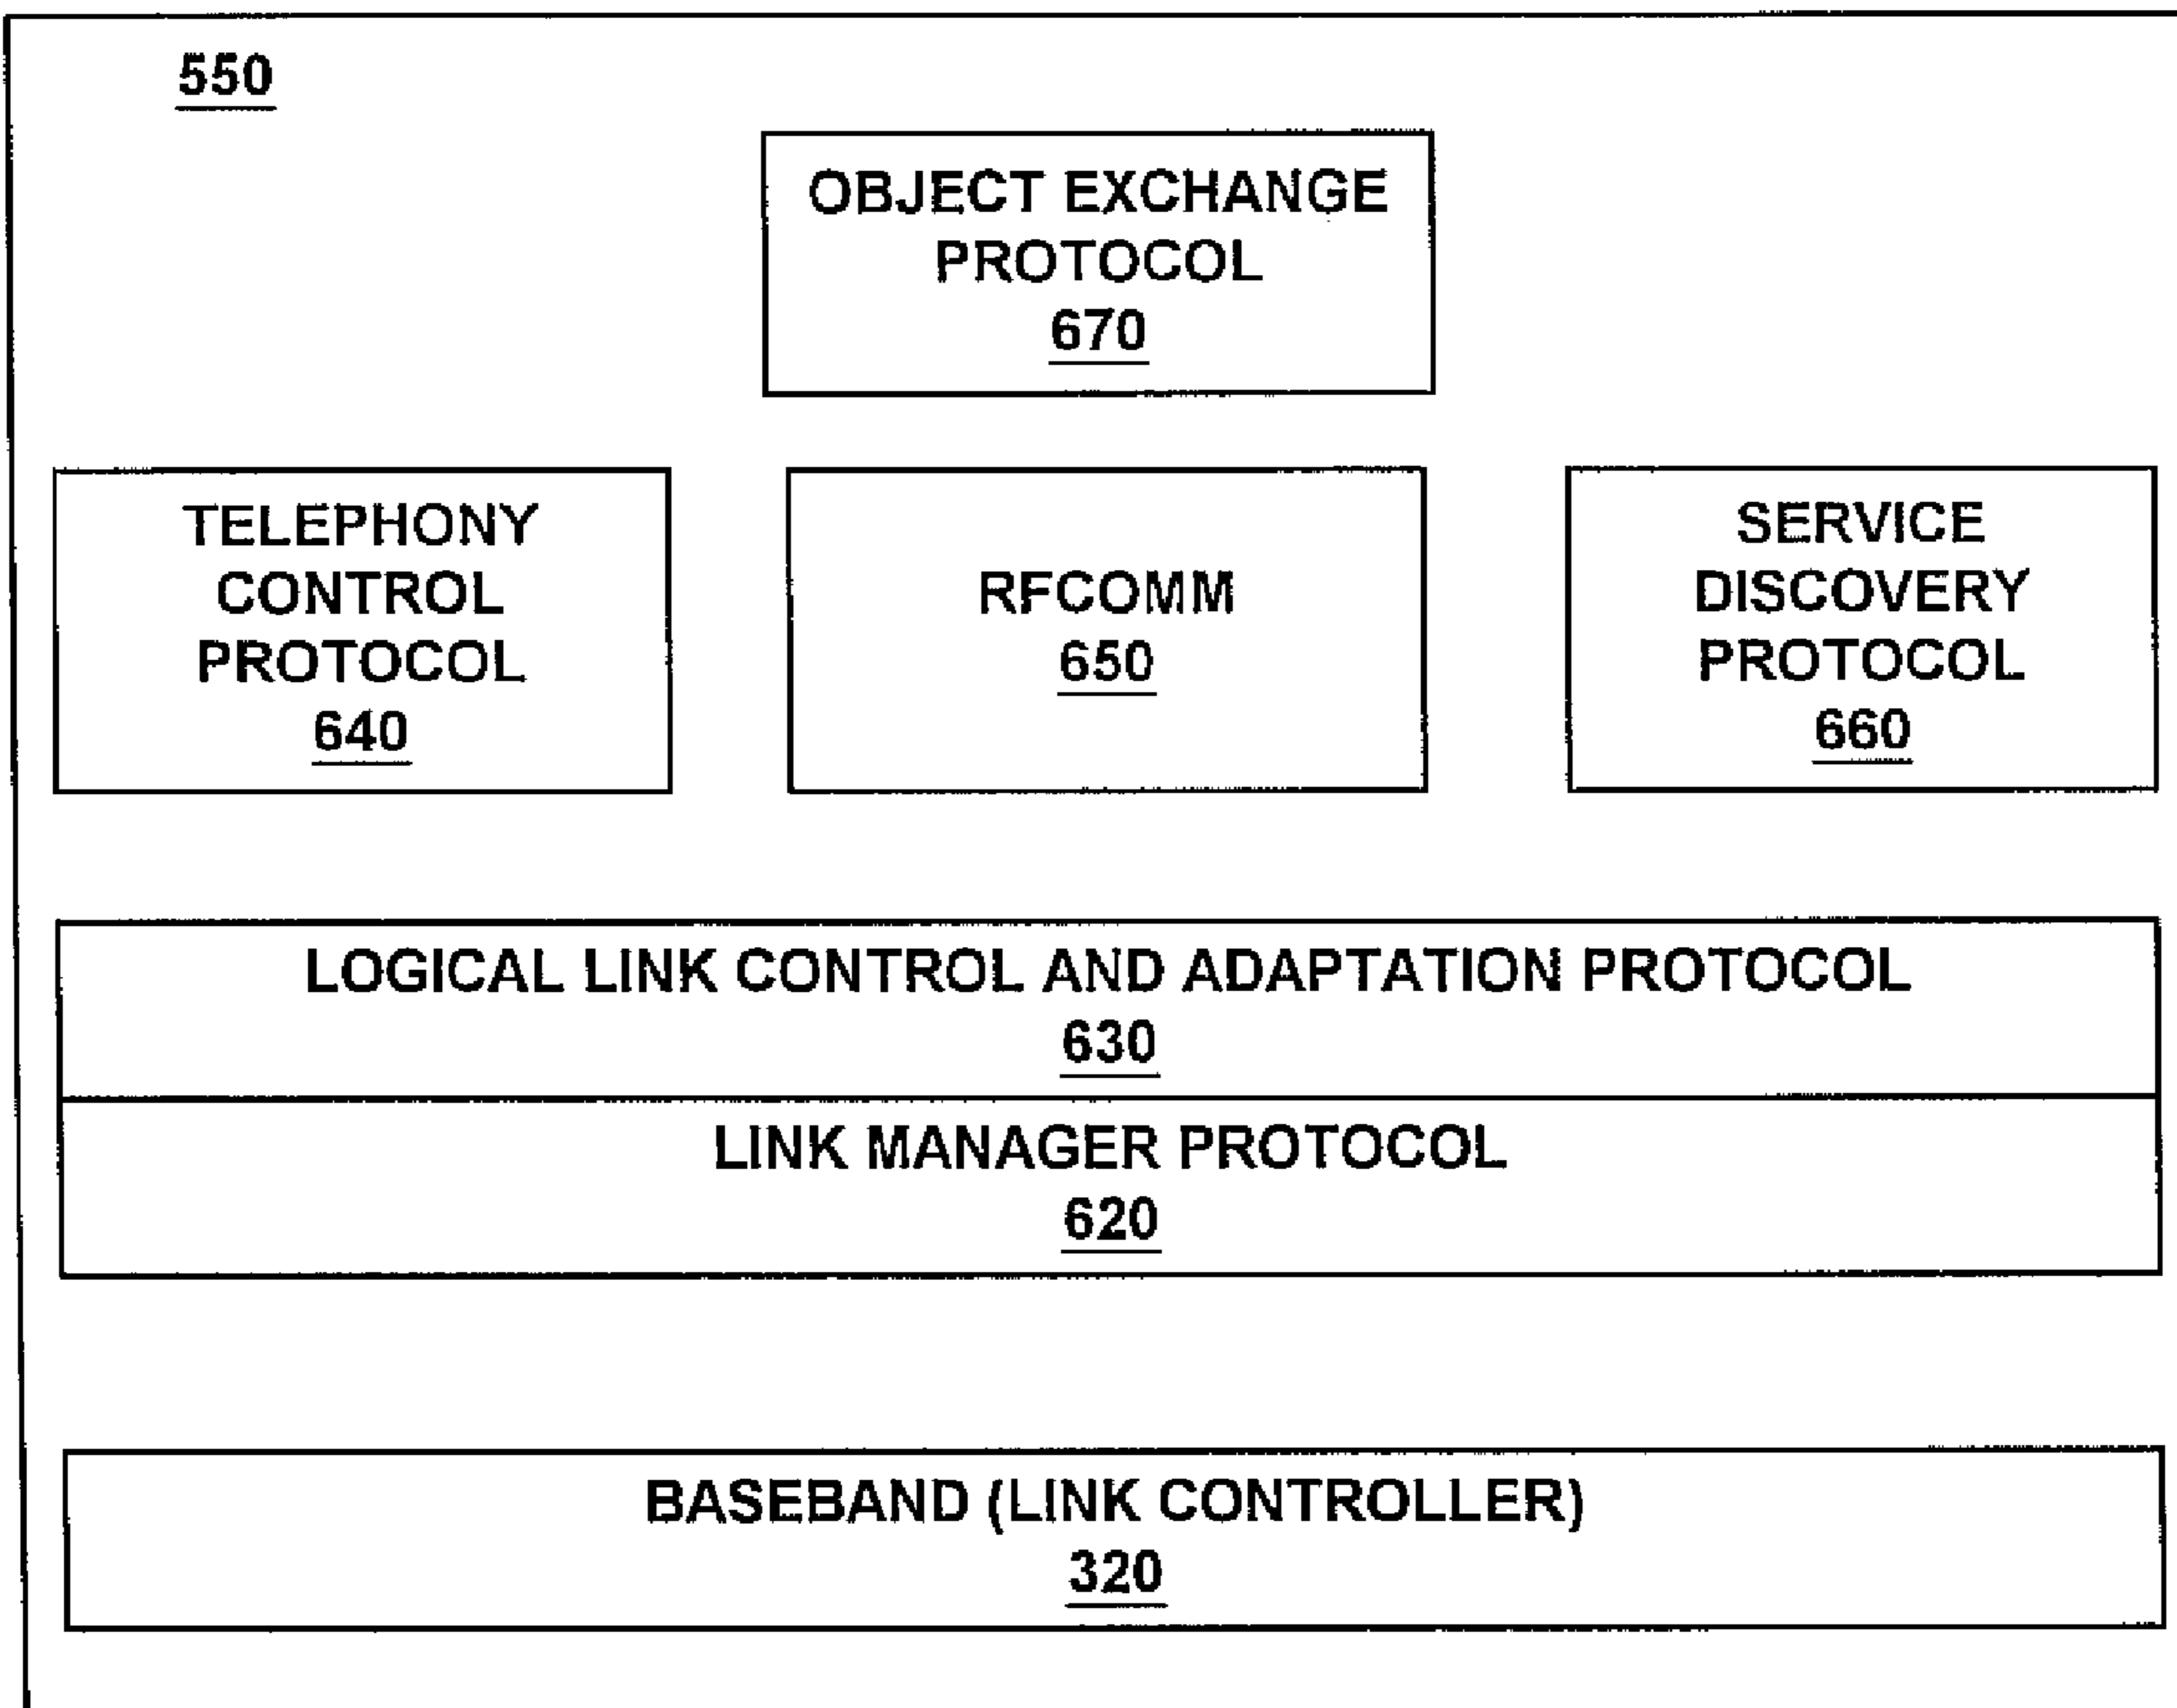 550
OBJECT EXCHANGE
PROTOCOL
670
TELEPHONY
CONTROL
PROTOCOL
640
RFCOMM
650
SERVICE
DISCOVERY
PROTOCOL
660
LOGICAL LINK CONTROL AND ADAPTATION PROTOCOL
630
LINK MANAGER PROTOCOL
620
BASEBAND (LINK CONTROLLER)
320